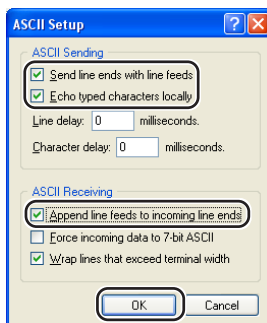 ASCII Setup
ASCII Sending
Send line ends with line feeds
Echo typed characters locally
Line delay: 0 milliseconds.
Character delay: 0 milliseconds.
ASCII Receiving
Append line feeds to incoming line ends
Force incoming data to 7-bit ASCII
Wrap lines that exceed terminal width
OK Cancel